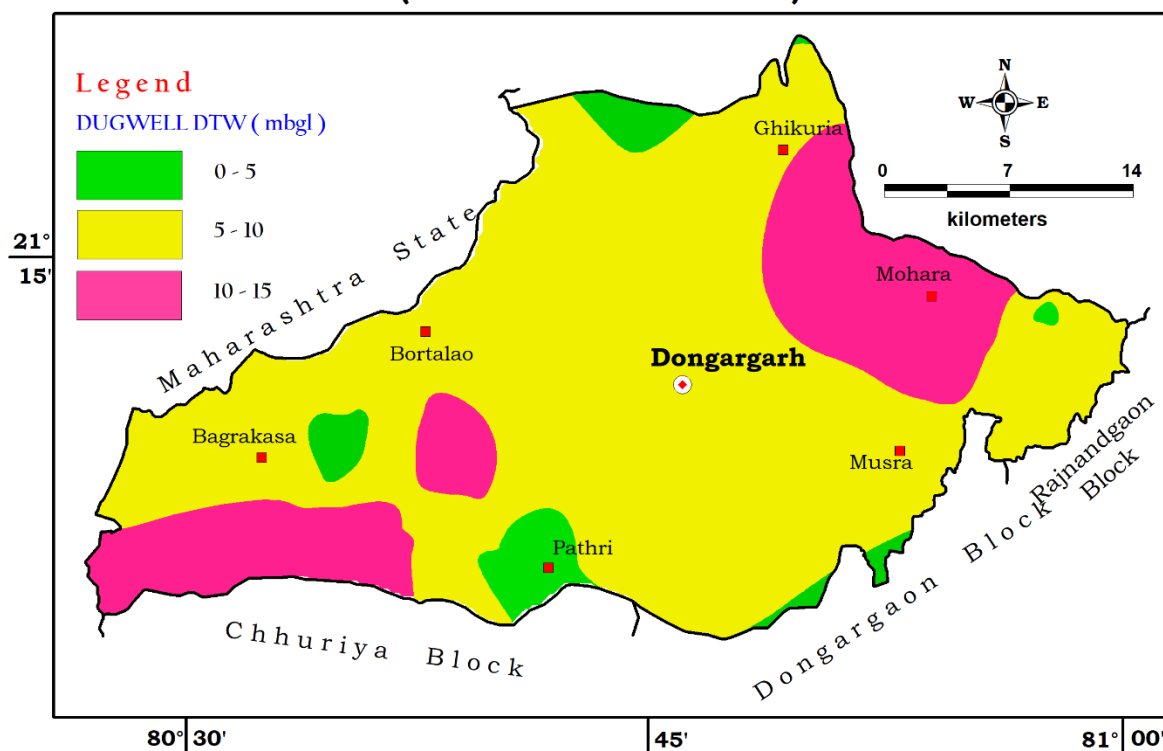 Legend
DUGWELL DTW ( mbgl )
0 - 5
5 - 10
10 - 15
N
W E
S
0 7 14
kilometers
Ghikuria
21°
15'
Maharashtra State
Mohara
Bortalao
Dongargarh
Bagrakasa
Musra
Rajnandgaon
Block
Pathri
Dongargaon Block
Chhuriya Block
80° 30' 45' 81° 00'